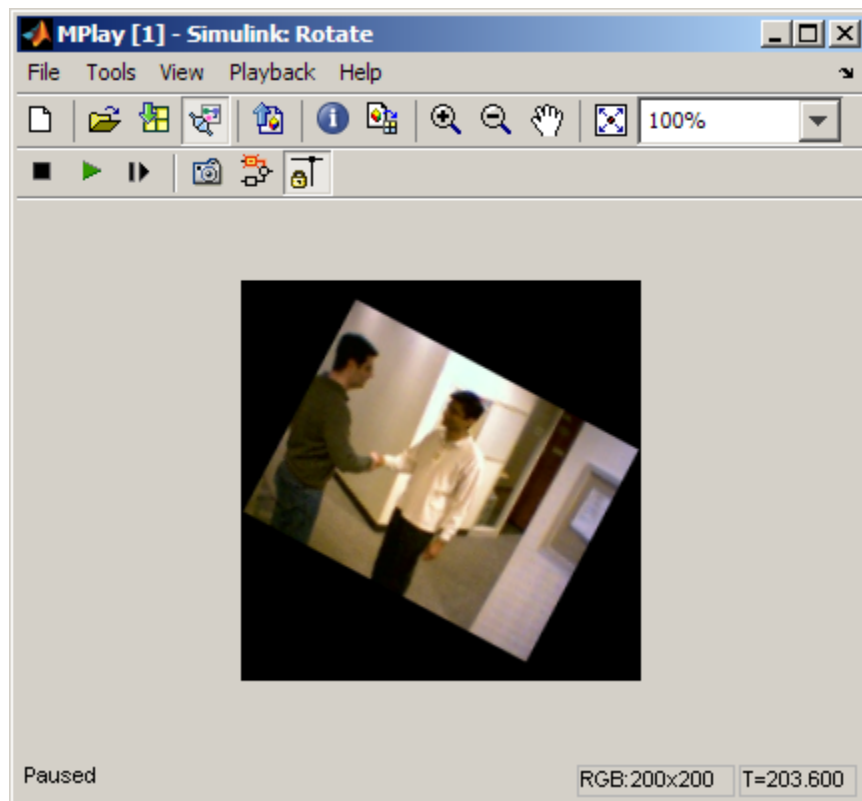 MPlay [1] - Simulink: Rotate
File Tools View Playback Help
100%
Paused RGB:200x200 T=203.600